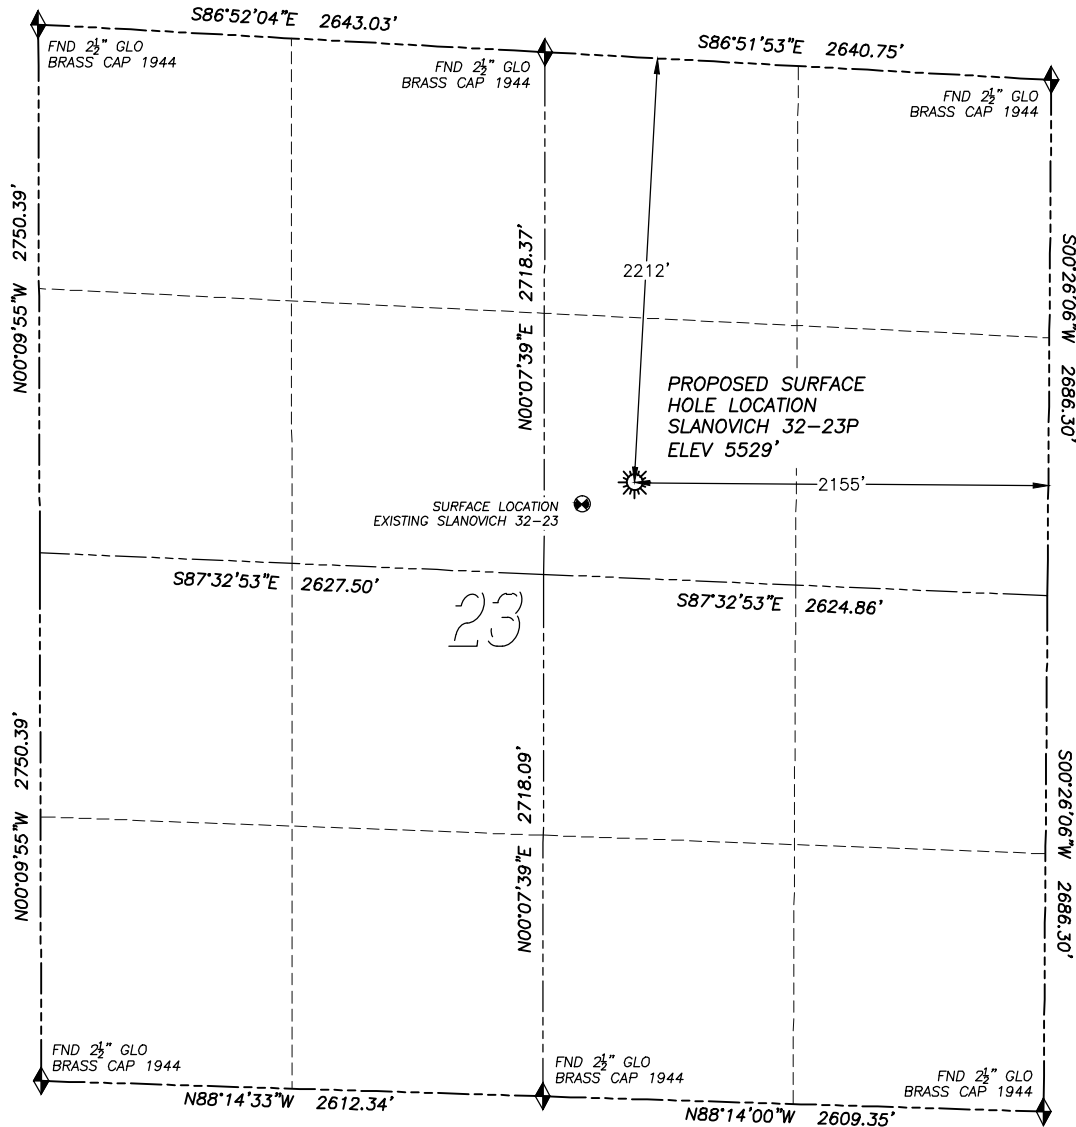 S86°52'04"E 2643.03'
S86°51'53"E 2640.75'
FND 2½" GLO
BRASS CAP 1944
FND 2½" GLO
BRASS CAP 1944
FND 2½" GLO
BRASS CAP 1944
N00°09'55"W 2750.39'
N00°07'39"E 2718.37'
2212'
S00°26'06"W 2686.30'
PROPOSED SURFACE
HOLE LOCATION
SLANOVICH 32-23P
ELEV 5529'
2155'
SURFACE LOCATION
EXISTING SLANOVICH 32-23
S87°32'53"E 2627.50'
S87°32'53"E 2624.86'
23
N00°09'55"W 2750.39'
N00°07'39"E 2718.09'
S00°26'06"W 2686.30'
FND 2½" GLO
BRASS CAP 1944
FND 2½" GLO
BRASS CAP 1944
FND 2½" GLO
BRASS CAP 1944
N88°14'33"W 2612.34'
N88°14'00"W 2609.35'